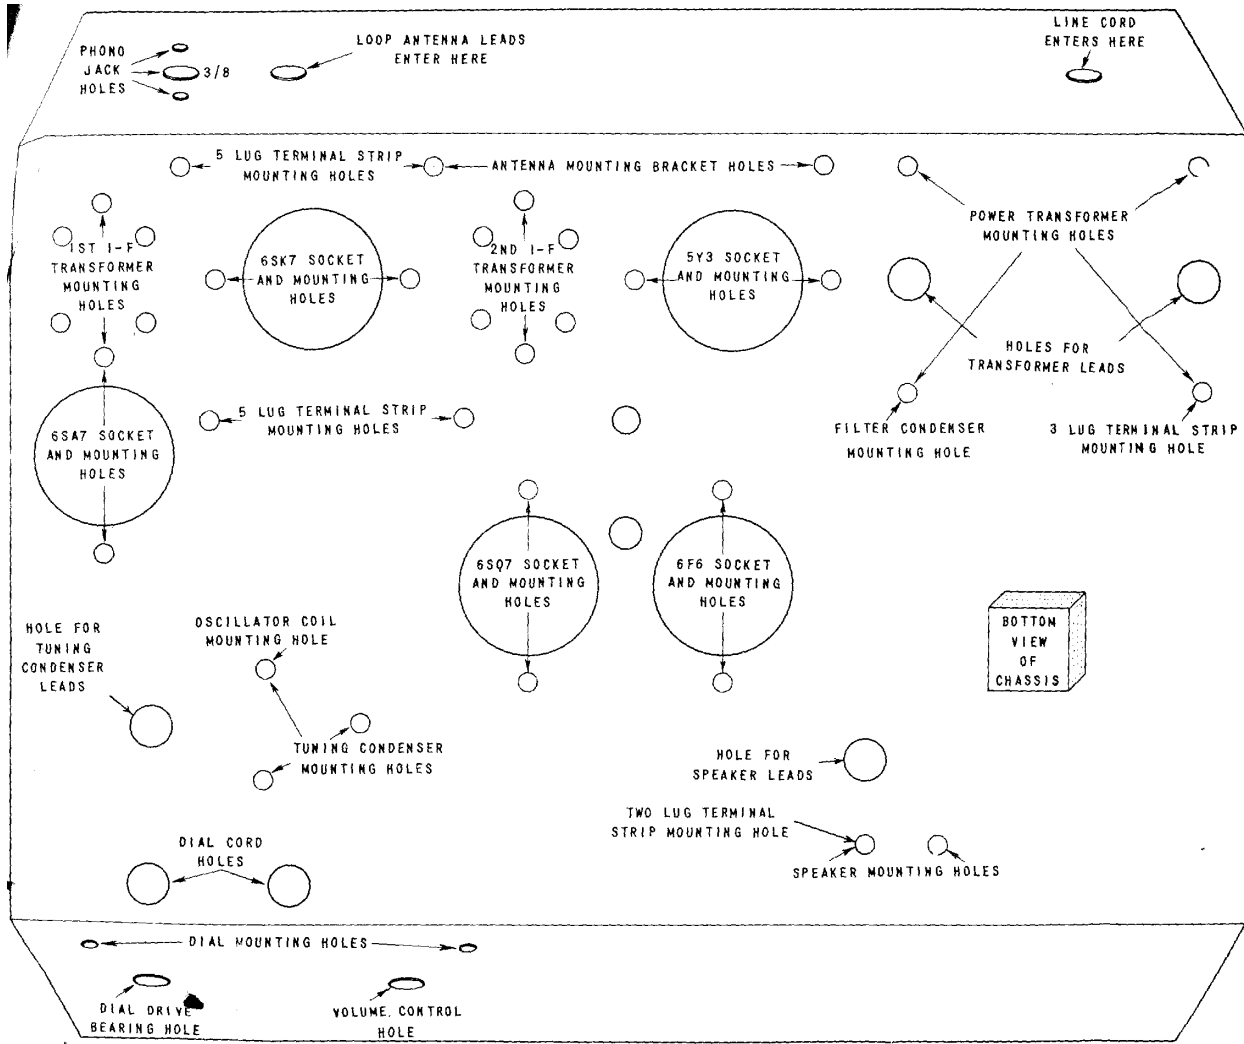 PHONO
JACK
HOLES
3/8
LOOP ANTENNA LEADS
ENTER HERE
LINE CORD
ENTERS HERE
5 LUG TERMINAL STRIP
MOUNTING HOLES
ANTENNA MOUNTING BRACKET HOLES
POWER TRANSFORMER
MOUNTING HOLES
1ST I-F
TRANSFORMER
MOUNTING
HOLES
6SK7 SOCKET
AND MOUNTING
HOLES
2ND I-F
TRANSFORMER
MOUNTING
HOLES
5Y3 SOCKET
AND MOUNTING
HOLES
HOLES FOR
TRANSFORMER LEADS
6SA7 SOCKET
AND MOUNTING
HOLES
5 LUG TERMINAL STRIP
MOUNTING HOLES
FILTER CONDENSER
MOUNTING HOLE
3 LUG TERMINAL STRIP
MOUNTING HOLE
6SQ7 SOCKET
AND MOUNTING
HOLES
6F6 SOCKET
AND MOUNTING
HOLES
HOLE FOR
TUNING
CONDENSER
LEADS
OSCILLATOR COIL
MOUNTING HOLE
BOTTOM
VIEW
OF
CHASSIS
TUNING CONDENSER
MOUNTING HOLES
HOLE FOR
SPEAKER LEADS
TWO LUG TERMINAL
STRIP MOUNTING HOLE
SPEAKER MOUNTING HOLES
DIAL CORD
HOLES
DIAL MOUNTING HOLES
DIAL DRIVE
BEARING HOLE
VOLUME. CONTROL
HOLE